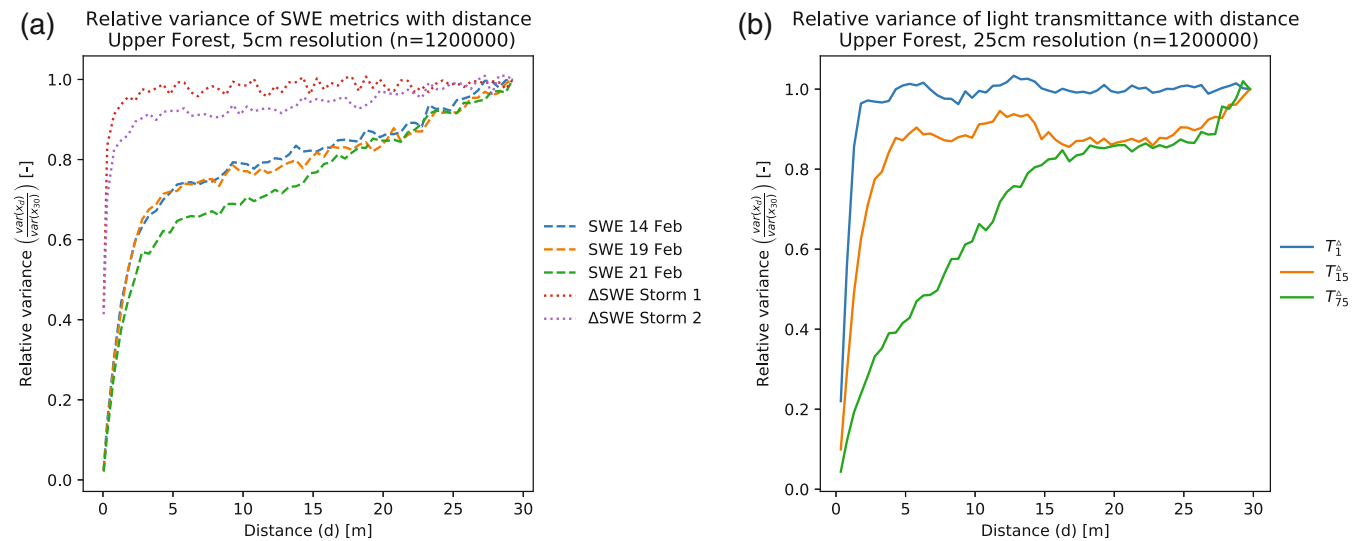 (a)
Relative variance of SWE metrics with distance
Upper Forest, 5cm resolution (n=1200000)
Relative variance (var(x_d)/var(x_30)) [-]
1.0
0.8
0.6
0.4
0.2
0.0
0
5
10
15
20
25
30
Distance (d) [m]
SWE 14 Feb
SWE 19 Feb
SWE 21 Feb
ΔSWE Storm 1
ΔSWE Storm 2
(b)
Relative variance of light transmittance with distance
Upper Forest, 25cm resolution (n=1200000)
Relative variance (var(x_d)/var(x_30)) [-]
1.0
0.8
0.6
0.4
0.2
0.0
0
5
10
15
20
25
30
Distance (d) [m]
T_1^△
T_15^△
T_75^△